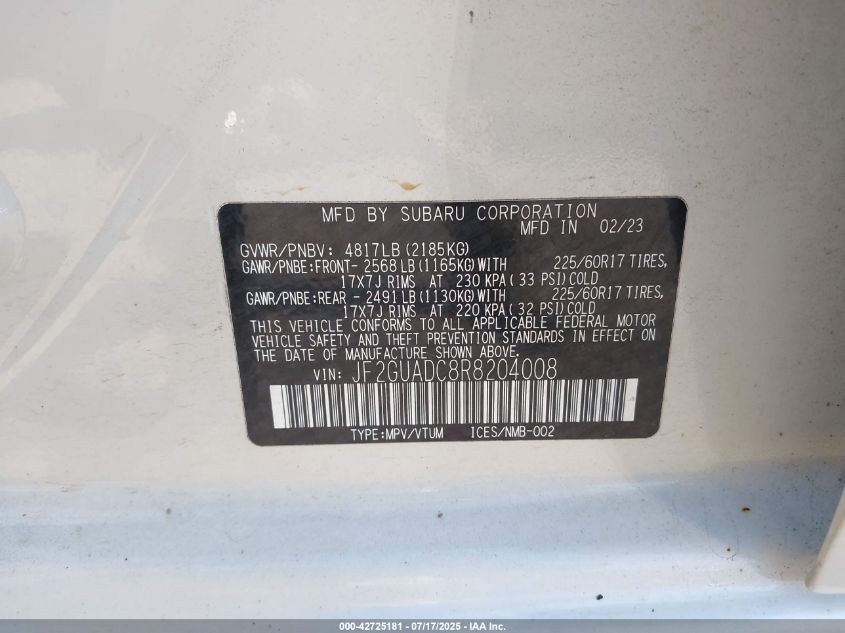 MFD BY SUBARU CORPORATION
MFD IN 02/23
GVWR/PNBV: 4817LB (2185KG)
GAWR/PNBE: FRONT- 2568 LB (1165KG) WITH 225/60R17 TIRES,
17X7J RIMS AT 230 KPA (33 PSI) COLD
GAWR/PNBE: REAR - 2491 LB (1130KG) WITH 225/60R17 TIRES,
17X7J RIMS AT 220 KPA (32 PSI) COLD
THIS VEHICLE CONFORMS TO ALL APPLICABLE FEDERAL MOTOR
VEHICLE SAFETY AND THEFT PREVENTION STANDARDS IN EFFECT ON
THE DATE OF MANUFACTURE SHOWN ABOVE.
VIN: JF2GUADC8R8204008
TYPE:MPV/VTUM ICES/NMB-002
000-42725181 - 07/17/2025 - IAA Inc.